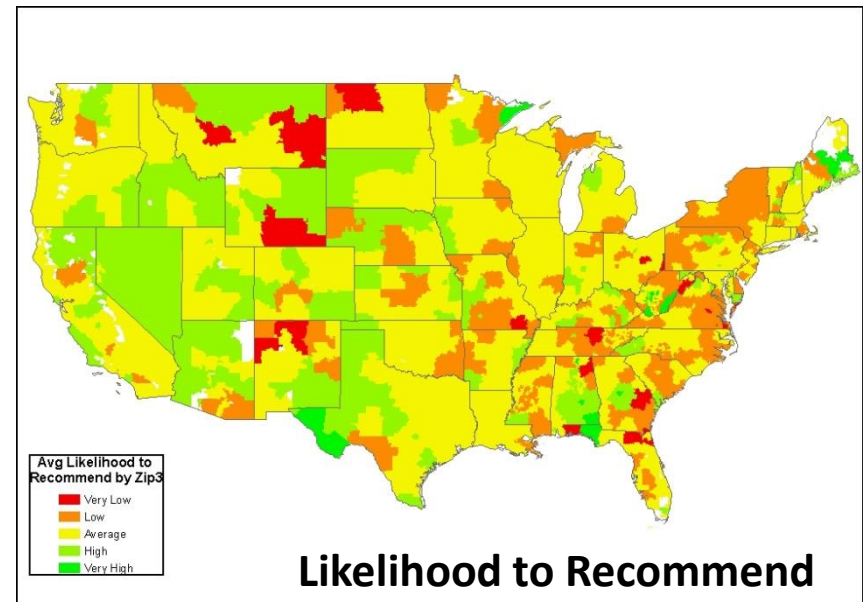 Avg Likelihood to
Recommend by Zip3
Very Low
Low
Average
High
Very High
Likelihood to Recommend